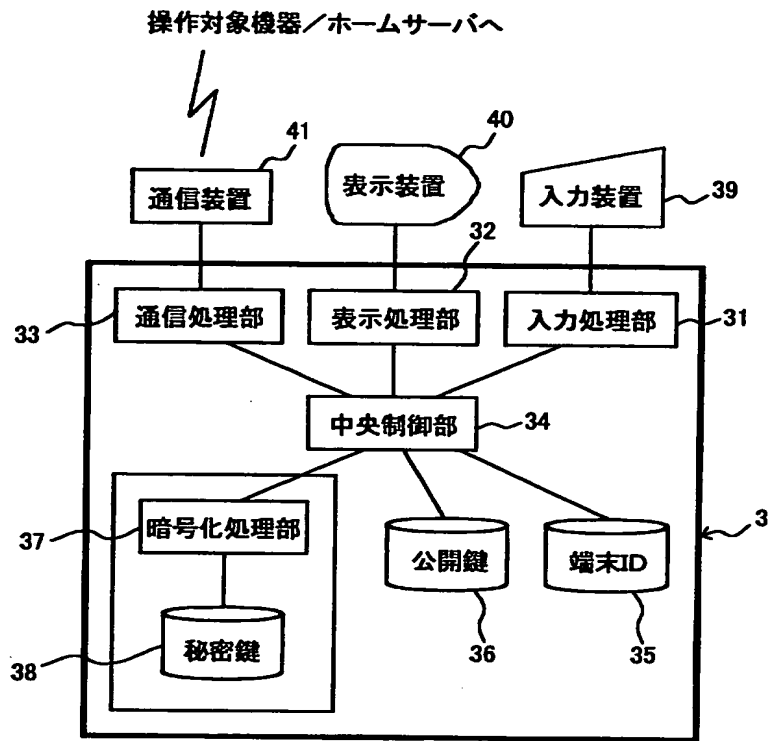 操作対象機器／ホームサーバへ
41
40
通信装置
表示装置
入力装置
39
32
33
通信処理部
表示処理部
入力処理部
31
中央制御部
34
37
暗号化処理部
公開鍵
端末ID
3
38
秘密鍵
36
35